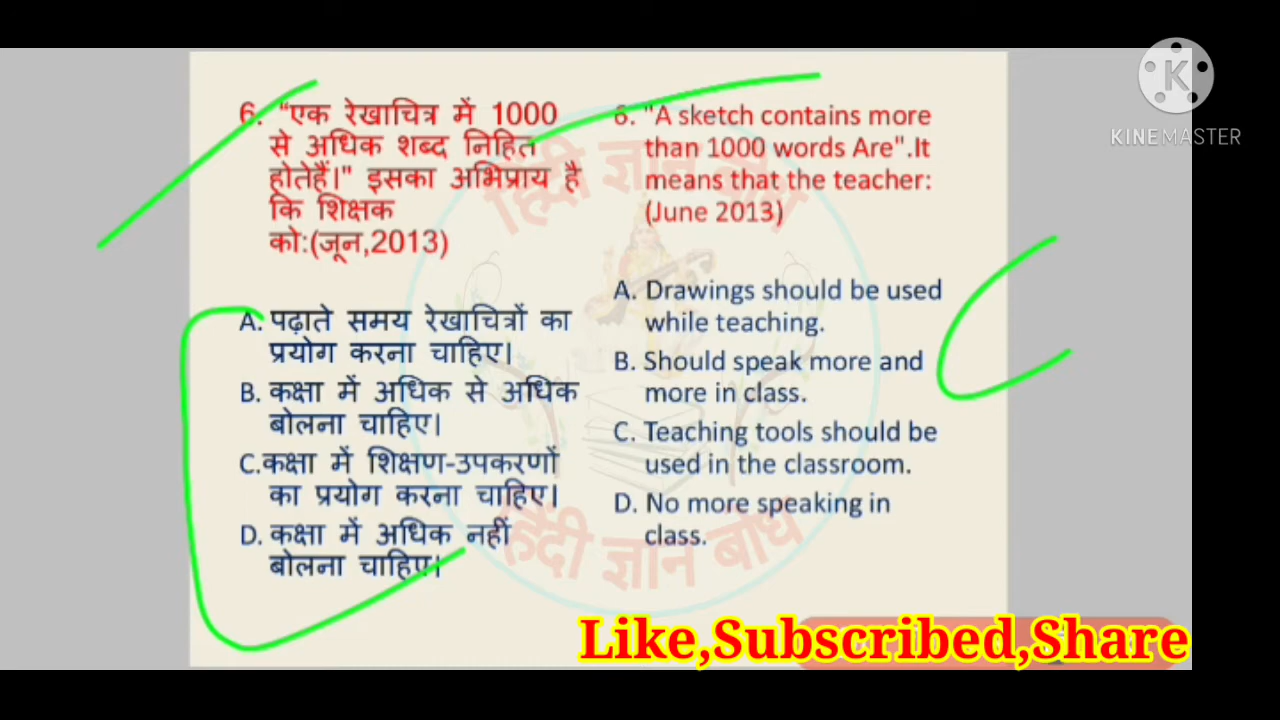 6. "एक रेखाचित्र में 1000
से अधिक शब्द निहित
होतेहैं।" इसका अभिप्राय है
कि शिक्षक
को:(जून,2013)
A. पढ़ाते समय रेखाचित्रों का
प्रयोग करना चाहिए।
B. कक्षा में अधिक से अधिक
बोलना चाहिए।
C.कक्षा में शिक्षण-उपकरणों
का प्रयोग करना चाहिए।
D. कक्षा में अधिक नहीं
बोलना चाहिए।
6. "A sketch contains more
than 1000 words Are".It
means that the teacher:
(June 2013)
A. Drawings should be used
while teaching.
B. Should speak more and
more in class.
C. Teaching tools should be
used in the classroom.
D. No more speaking in
class.
हिंदी ज्ञान बोध
हिंदी ज्ञान बोध
K
KINEMASTER
Like,Subscribed,Share